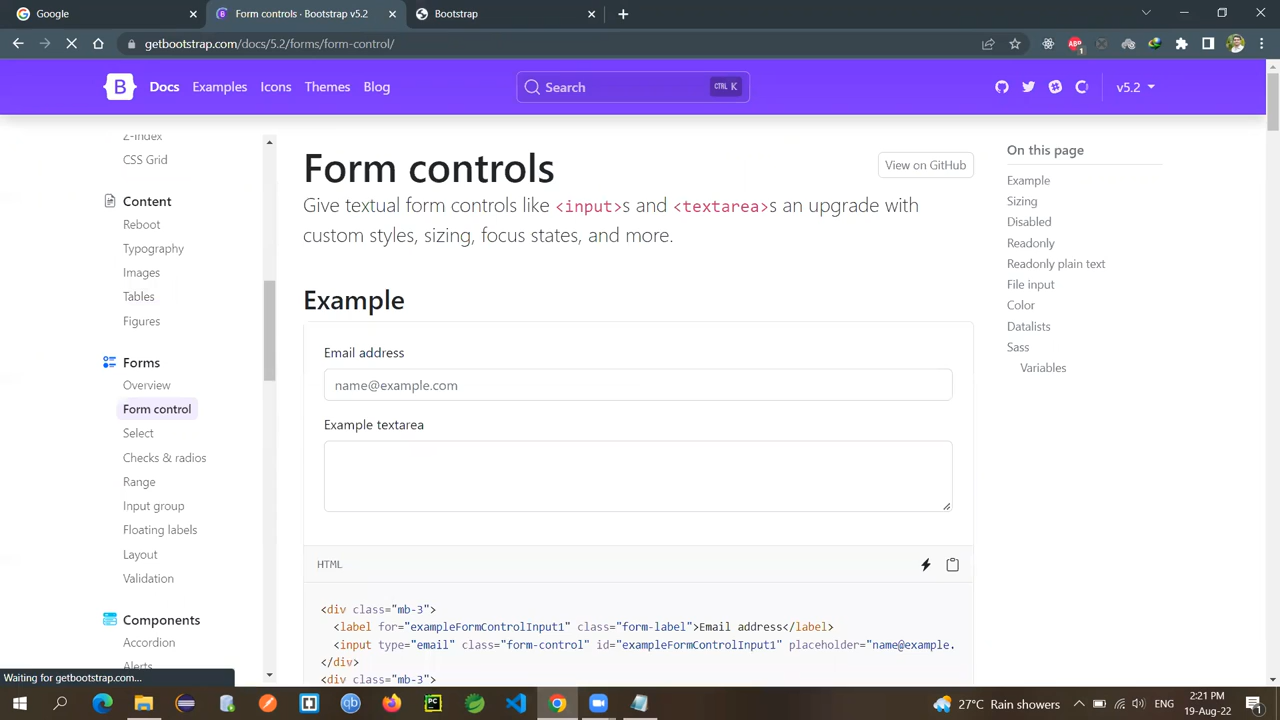 Google
Form controls · Bootstrap v5.2
Bootstrap
getbootstrap.com/docs/5.2/forms/form-control/
ABP
1
B
Docs
Examples
Icons
Themes
Blog
Search
CTRL K
v5.2
Z-index
CSS Grid
Content
Reboot
Typography
Images
Tables
Figures
Forms
Overview
Form control
Select
Checks & radios
Range
Input group
Floating labels
Layout
Validation
Components
Accordion
Alerts
Form controls
View on GitHub
Give textual form controls like <input>s and <textarea>s an upgrade with
custom styles, sizing, focus states, and more.
Example
Email address
name@example.com
Example textarea
HTML
<div class="mb-3">
<label for="exampleFormControlInput1" class="form-label">Email address</label>
<input type="email" class="form-control" id="exampleFormControlInput1" placeholder="name@example.
</div>
<div class="mb-3">
On this page
Example
Sizing
Disabled
Readonly
Readonly plain text
File input
Color
Datalists
Sass
Variables
Waiting for getbootstrap.com...
qb
PC
27°C Rain showers
ENG
2:21 PM
19-Aug-22